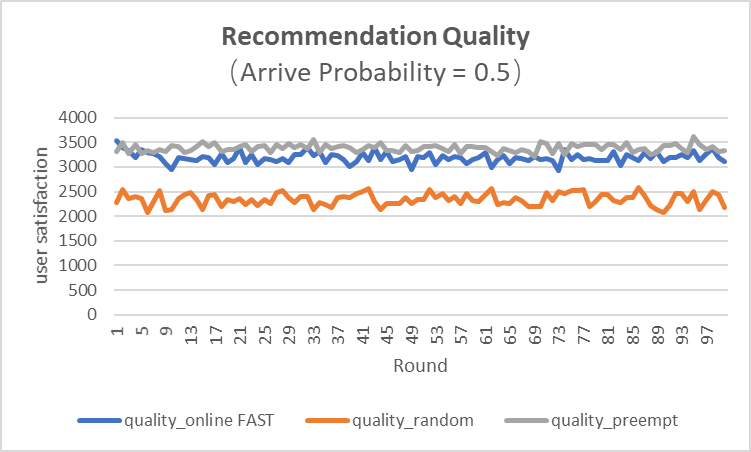 Recommendation Quality
（Arrive Probability = 0.5）
4000
3500
3000
2500
2000
1500
1000
500
0
user satisfaction
1 5 9 13 17 21 25 29 33 37 41 45 49 53 57 61 65 69 73 77 81 85 89 93 97
Round
quality_online FAST quality_random quality_preempt